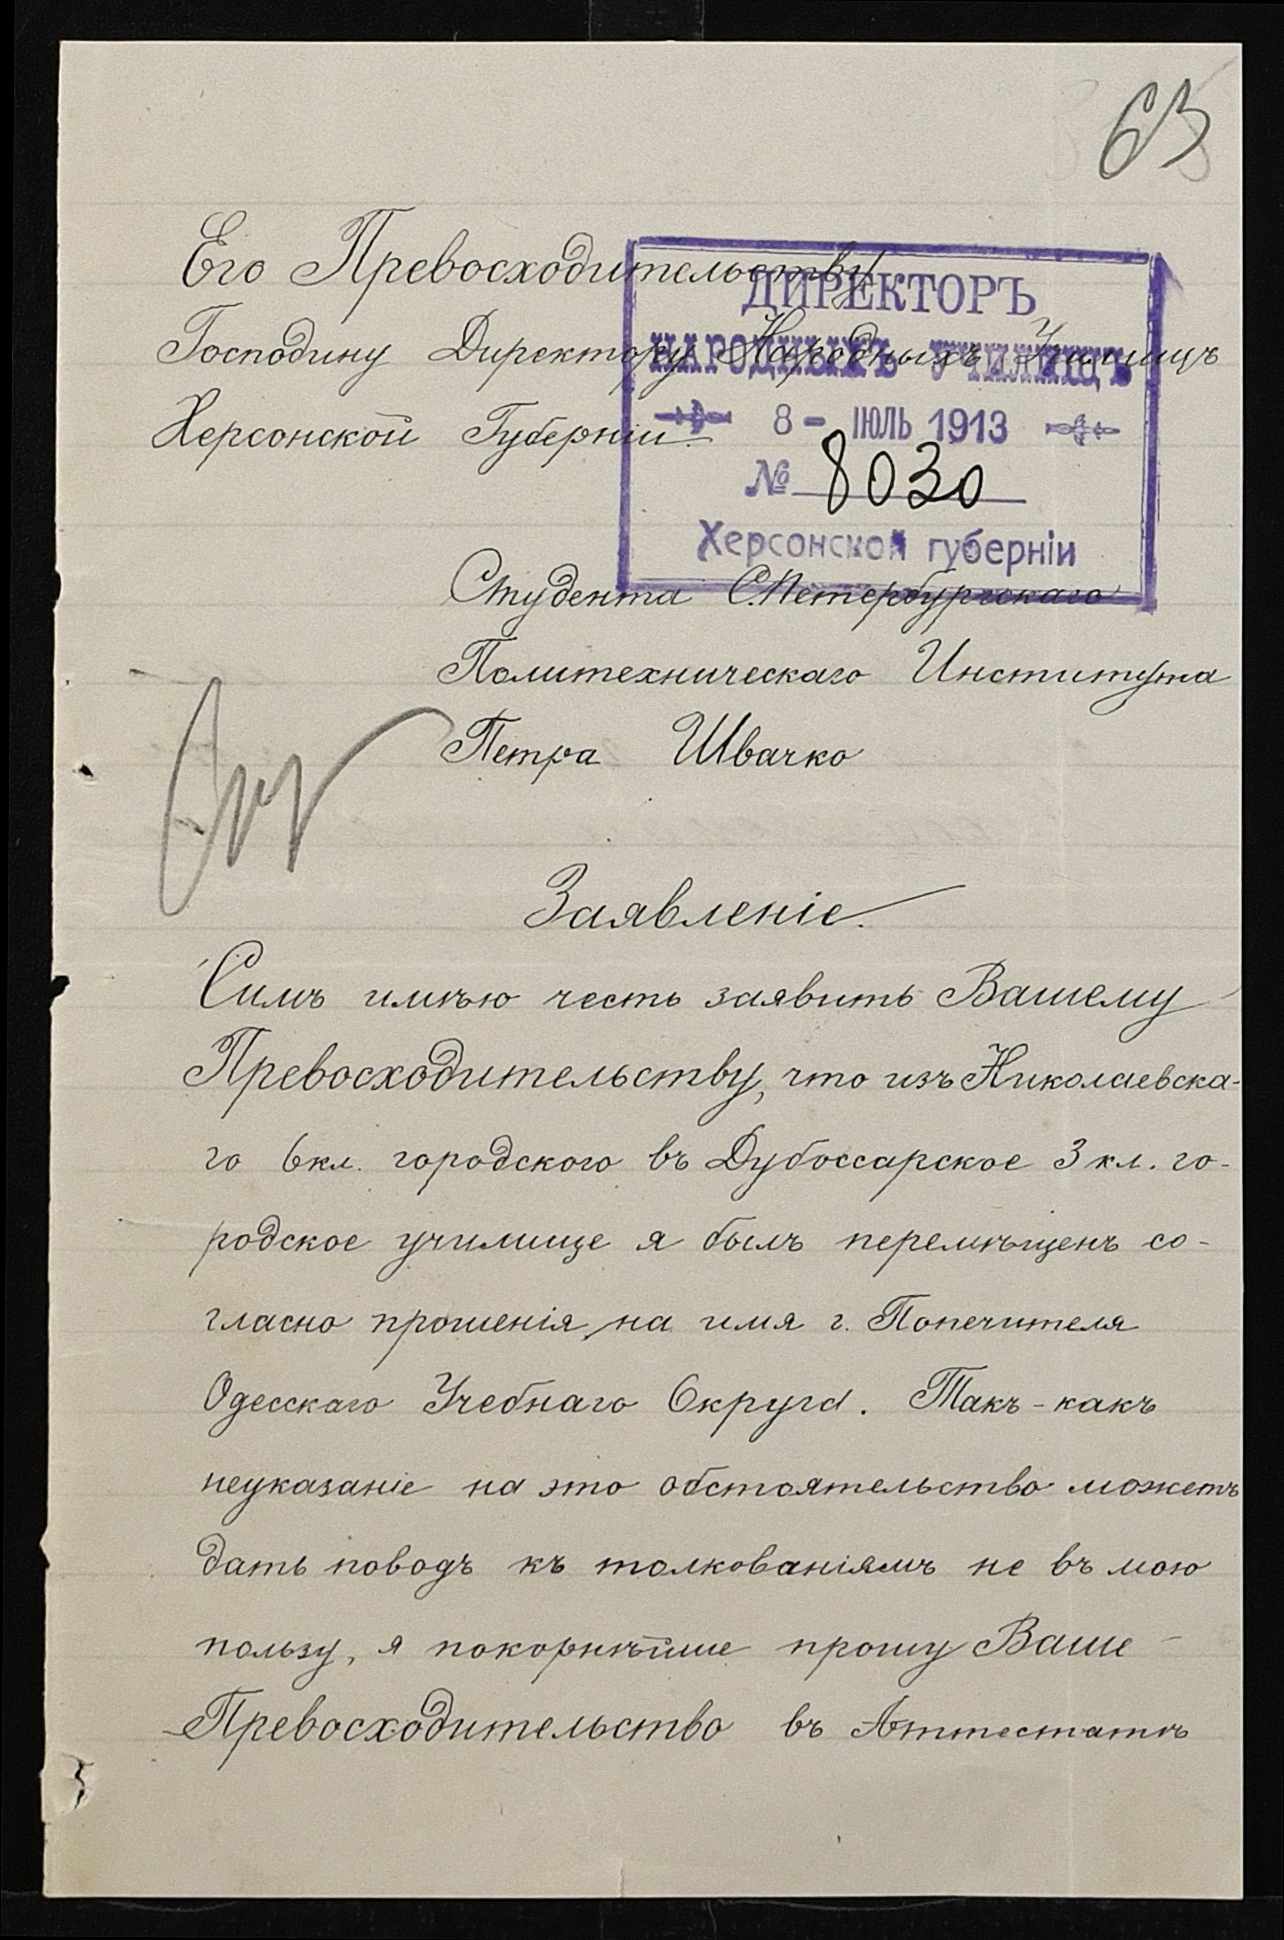 63
Его Превосходительству
Господину Директору Народныхъ Училищъ
Херсонской Губерніи.
ДИРЕКТОРЪ
НАРОДНЫХЪ УЧИЛИЩЪ
8 - ІЮЛЬ 1913
№ 8030
Херсонской губерніи
Студента С.Петербургскаго
Политехническаго Института
Петра Швачко
Заявленіе.
Симъ имѣю честь заявить Вашему
Превосходительству, что изъ Николаевска-
го 6 кл. городского въ Дубоссарское 3 кл. го-
родское училище я былъ перемѣщенъ со-
гласно прошенія, на имя г. Попечителя
Одесскаго Учебнаго Округа. Такъ-какъ
неуказаніе на это обстоятельство можетъ
дать поводъ къ толкованіямъ не въ мою
пользу, я покорнѣйше прошу Ваше
Превосходительство въ Аттестатѣ